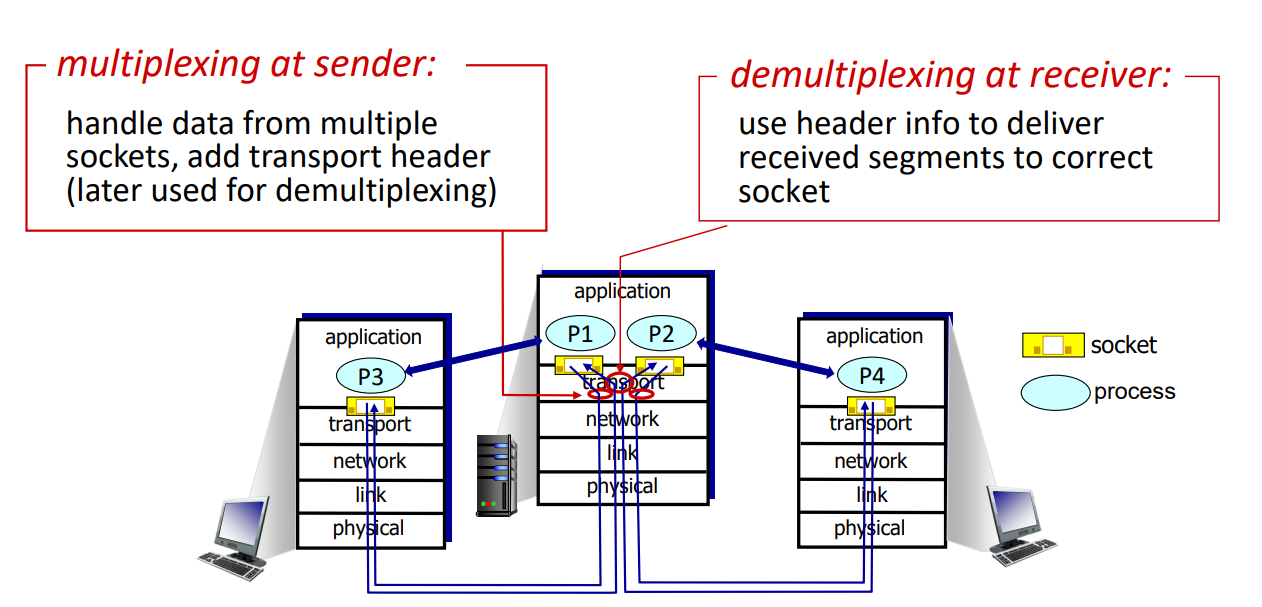 multiplexing at sender:
handle data from multiple
sockets, add transport header
(later used for demultiplexing)
demultiplexing at receiver:
use header info to deliver
received segments to correct
socket
application
P3
transport
network
link
physical
application
P1 P2
transport
network
link
physical
application
P4
transport
network
link
physical
socket
process